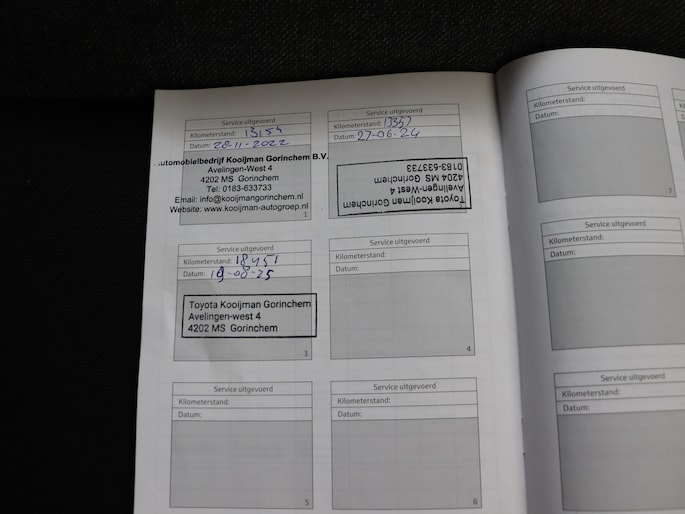 Service uitgevoerd
Kilometerstand: 13154
Datum: 28-11-2022
utomobielbedrijf Kooijman Gorinchem B.V.
Avelingen-West 4
4202 MS Gorinchem
Tel: 0183-633733
Email: info@kooijmangorinchem.nl
Website: www.kooijman-autogroep.nl
1
Service uitgevoerd
Kilometerstand: 13357
Datum: 27-06-24
Toyota Kooijman Gorinchem
Avelingen-West 4
4204 MS Gorinchem
0183-633733
Service uitgevoerd
Kilometerstand: 18451
Datum: 19-08-25
Toyota Kooijman Gorinchem
Avelingen-west 4
4202 MS Gorinchem
3
Service uitgevoerd
Kilometerstand:
Datum:
4
Service uitgevoerd
Kilometerstand:
Datum:
5
Service uitgevoerd
Kilometerstand:
Datum:
6
Service uitgevoerd
Kilometerstand:
Datum:
7
Service uitgevoerd
Kilometerstand:
Datum:
Service uitgevoerd
Kilometerstand:
Datum: